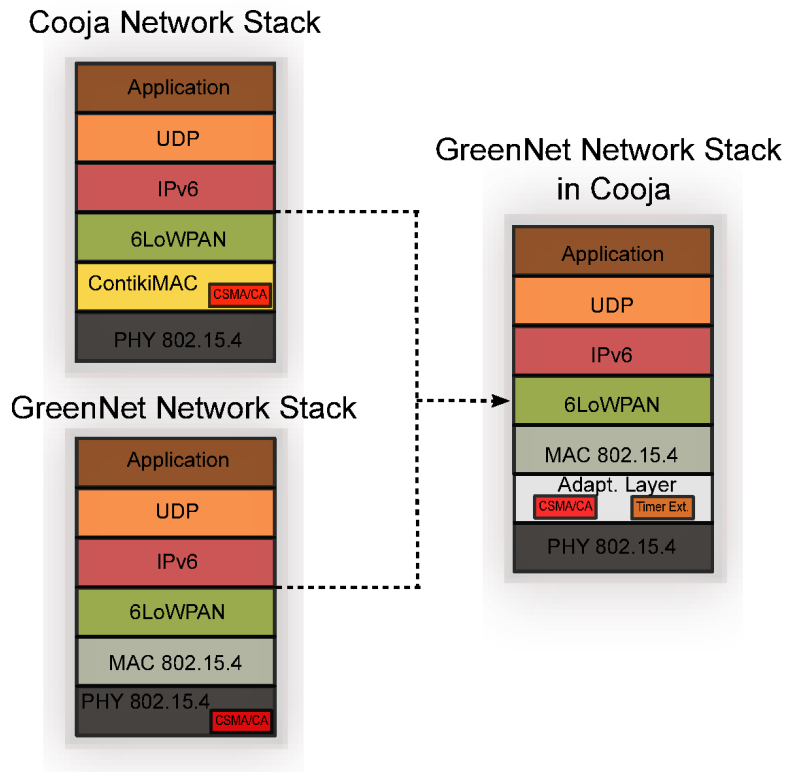 Cooja Network Stack
Application
UDP
IPv6
6LoWPAN
ContikiMAC
CSMA/CA
PHY 802.15.4
GreenNet Network Stack
Application
UDP
IPv6
6LoWPAN
MAC 802.15.4
PHY 802.15.4
CSMA/CA
GreenNet Network Stack
in Cooja
Application
UDP
IPv6
6LoWPAN
MAC 802.15.4
Adapt. Layer
CSMA/CA Timer Ext.
PHY 802.15.4